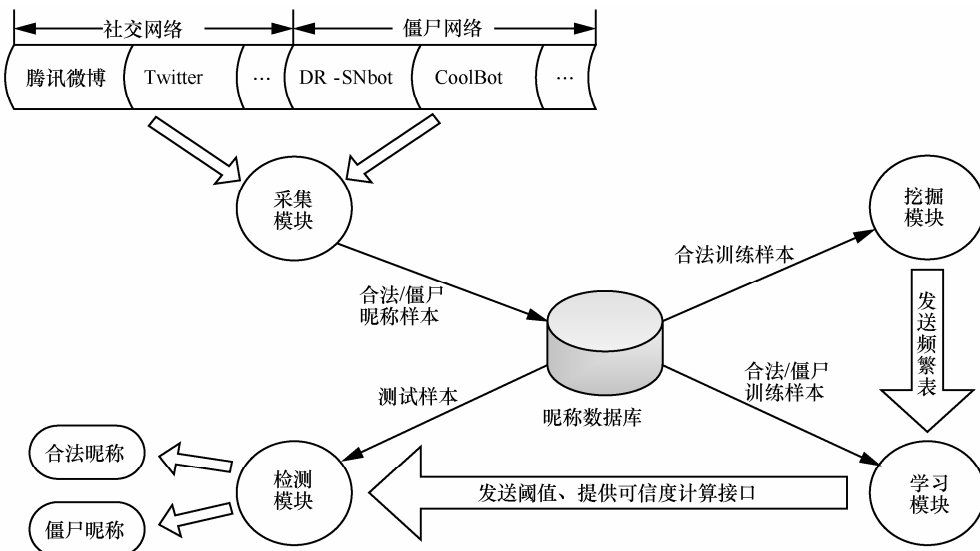 社交网络
僵尸网络
腾讯微博
Twitter
...
DR -SNbot
CoolBot
...
采集
模块
挖掘
模块
合法训练样本
合法/僵尸
昵称样本
发送频繁表
合法/僵尸
训练样本
测试样本
昵称数据库
合法昵称
检测
模块
发送阈值、提供可信度计算接口
学习
模块
僵尸昵称